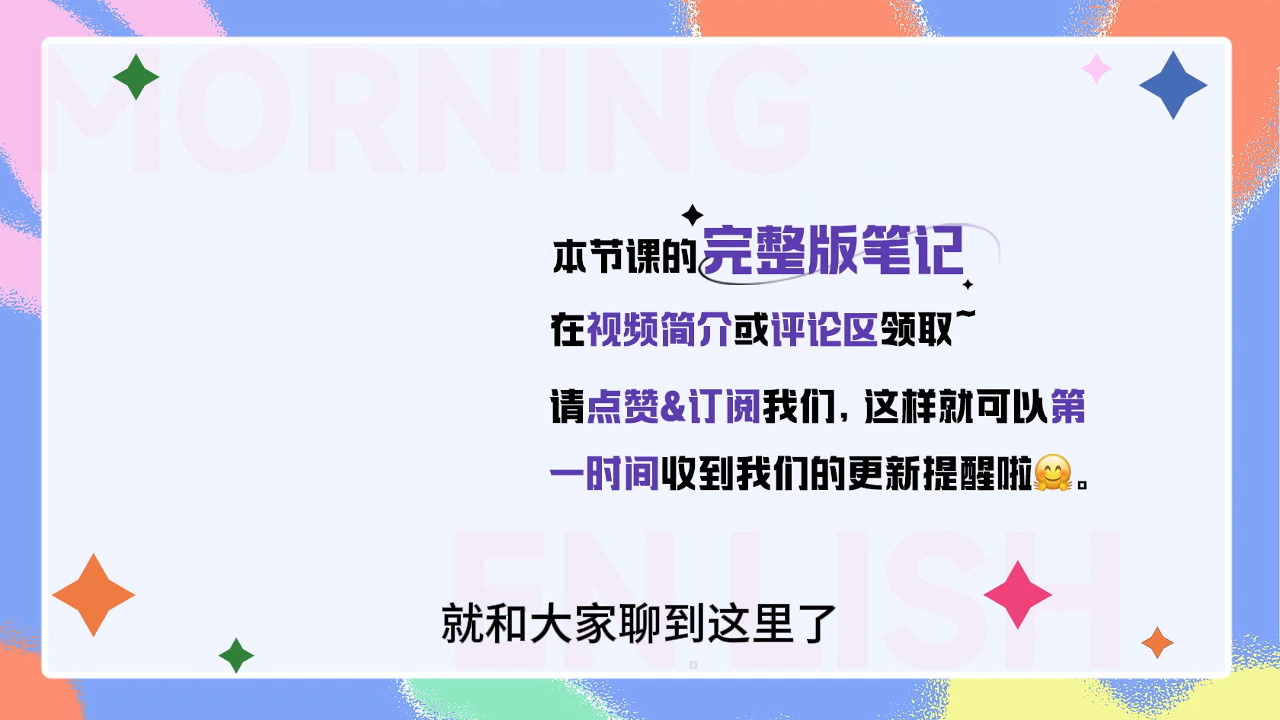 MORNING
本节课的完整版笔记
在视频简介或评论区领取~
请点赞&订阅我们，这样就可以第
一时间收到我们的更新提醒啦🤗。
EN LISH
就和大家聊到这里了